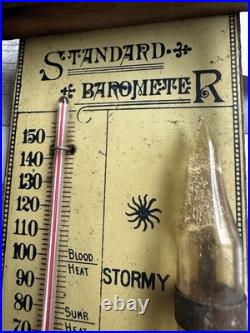 STANDARD
BAROMETER
150
140
130
120
110
100
90
80
70
BLOOD
HEAT
STORMY
SUMR
HEAT